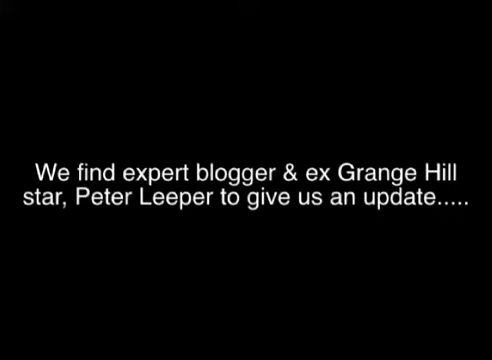 We find expert blogger & ex Grange Hill
star, Peter Leeper to give us an update.....